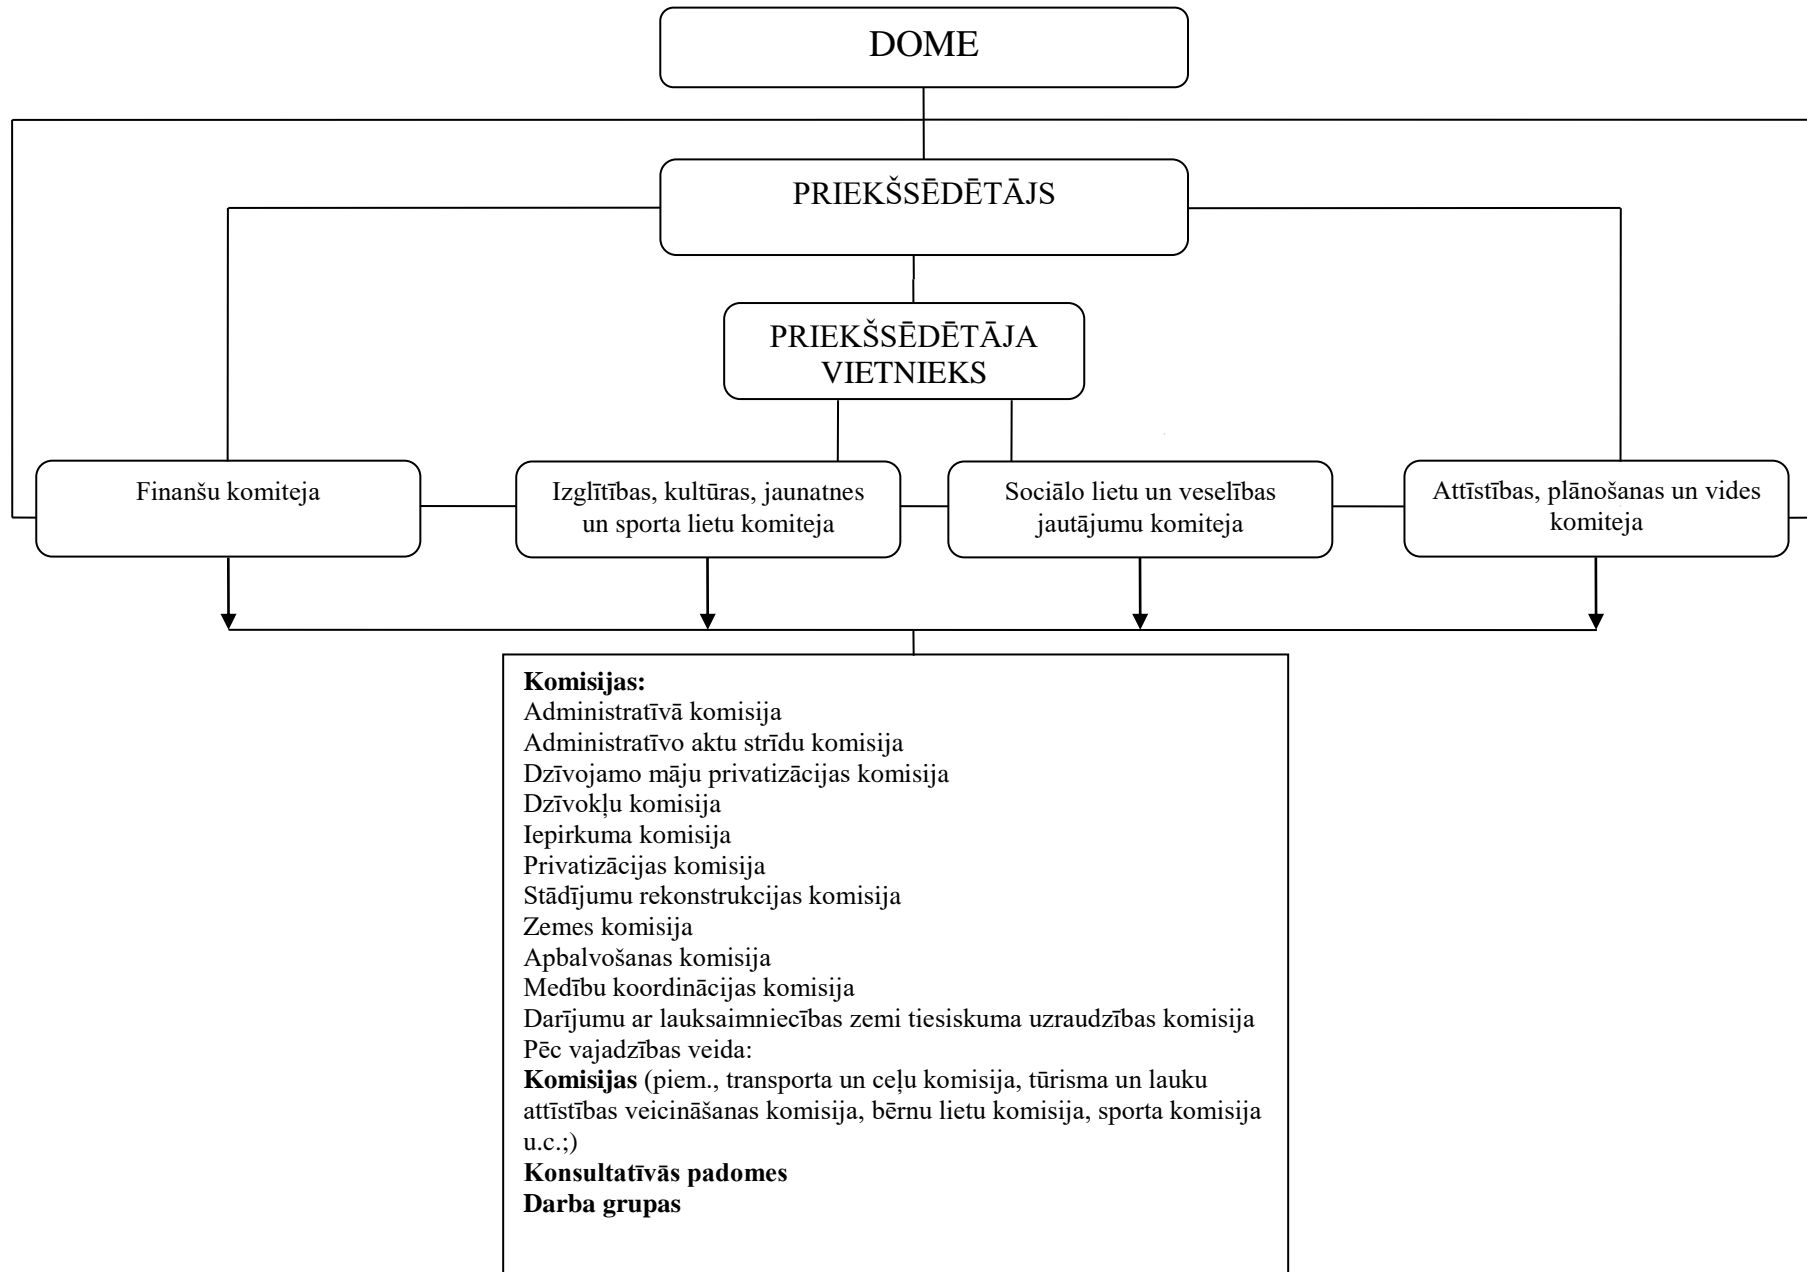 DOME
PRIEKŠSĒDĒTĀJS
PRIEKŠSĒDĒTĀJA
VIETNIEKS
Finanšu komiteja
Izglītības, kultūras, jaunatnes
un sporta lietu komiteja
Sociālo lietu un veselības
jautājumu komiteja
Attīstības, plānošanas un vides
komiteja
Komisijas:
Administratīvā komisija
Administratīvo aktu strīdu komisija
Dzīvojamo māju privatizācijas komisija
Dzīvokļu komisija
Iepirkuma komisija
Privatizācijas komisija
Stādījumu rekonstrukcijas komisija
Zemes komisija
Apbalvošanas komisija
Medību koordinācijas komisija
Darījumu ar lauksaimniecības zemi tiesiskuma uzraudzības komisija
Pēc vajadzības veida:
Komisijas (piem., transporta un ceļu komisija, tūrisma un lauku
attīstības veicināšanas komisija, bērnu lietu komisija, sporta komisija
u.c.;)
Konsultatīvās padomes
Darba grupas